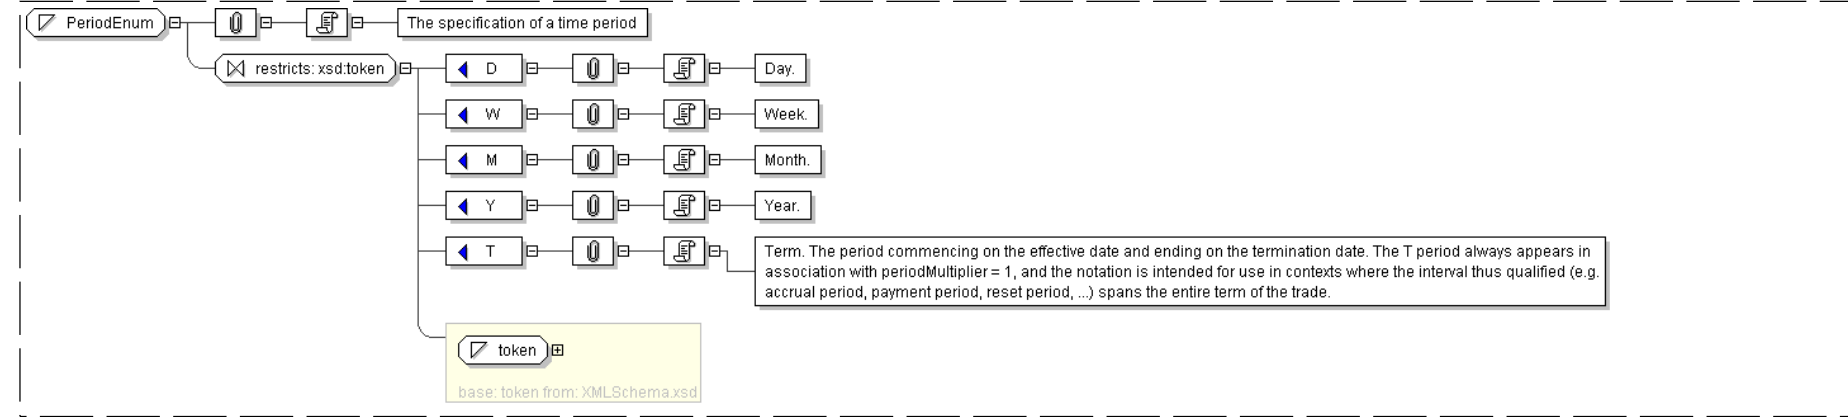 PeriodEnum
The specification of a time period
restricts: xsd:token
D
Day.
W
Week.
M
Month.
Y
Year.
T
Term. The period commencing on the effective date and ending on the termination date. The T period always appears in
association with periodMultiplier = 1, and the notation is intended for use in contexts where the interval thus qualified (e.g.
accrual period, payment period, reset period, ...) spans the entire term of the trade.
token
base: token from: XMLSchema.xsd